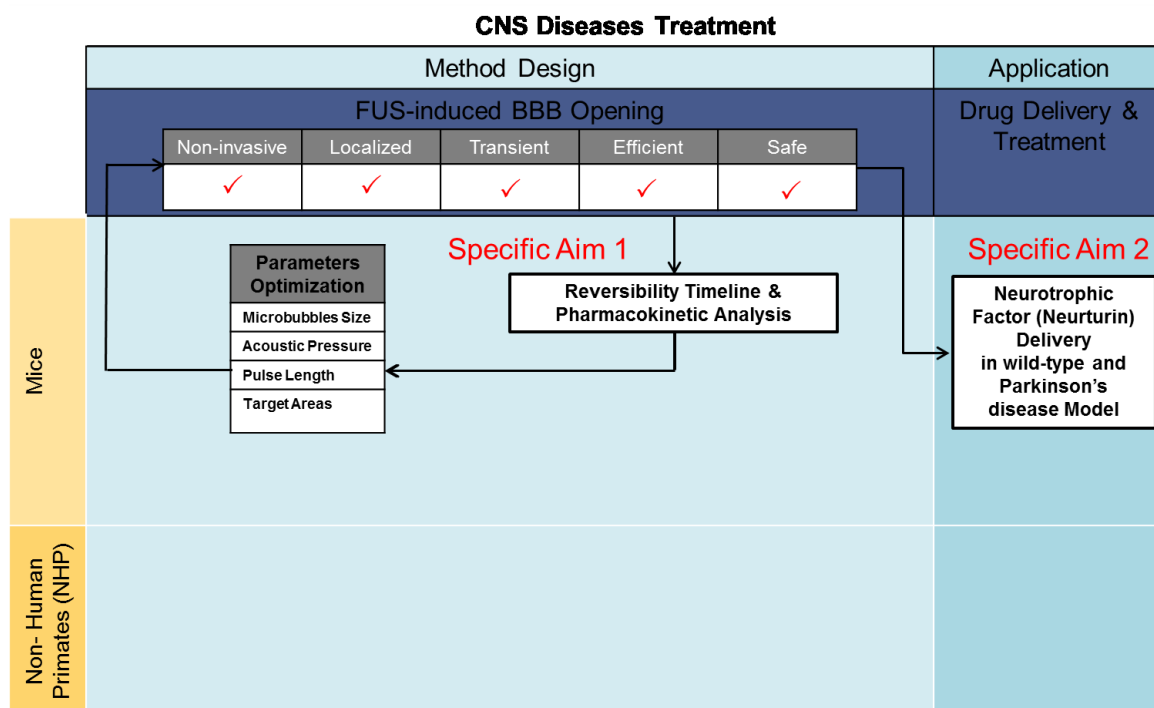 CNS Diseases Treatment
Method Design
Application
FUS-induced BBB Opening
Drug Delivery &
Treatment
Non-invasive
Localized
Transient
Efficient
Safe
✓
✓
✓
✓
✓
Mice
Specific Aim 1
Specific Aim 2
Parameters
Optimization
Microbubbles Size
Acoustic Pressure
Pulse Length
Target Areas
Reversibility Timeline &
Pharmacokinetic Analysis
Neurotrophic
Factor (Neurturin)
Delivery
in wild-type and
Parkinson's
disease Model
Non- Human
Primates (NHP)